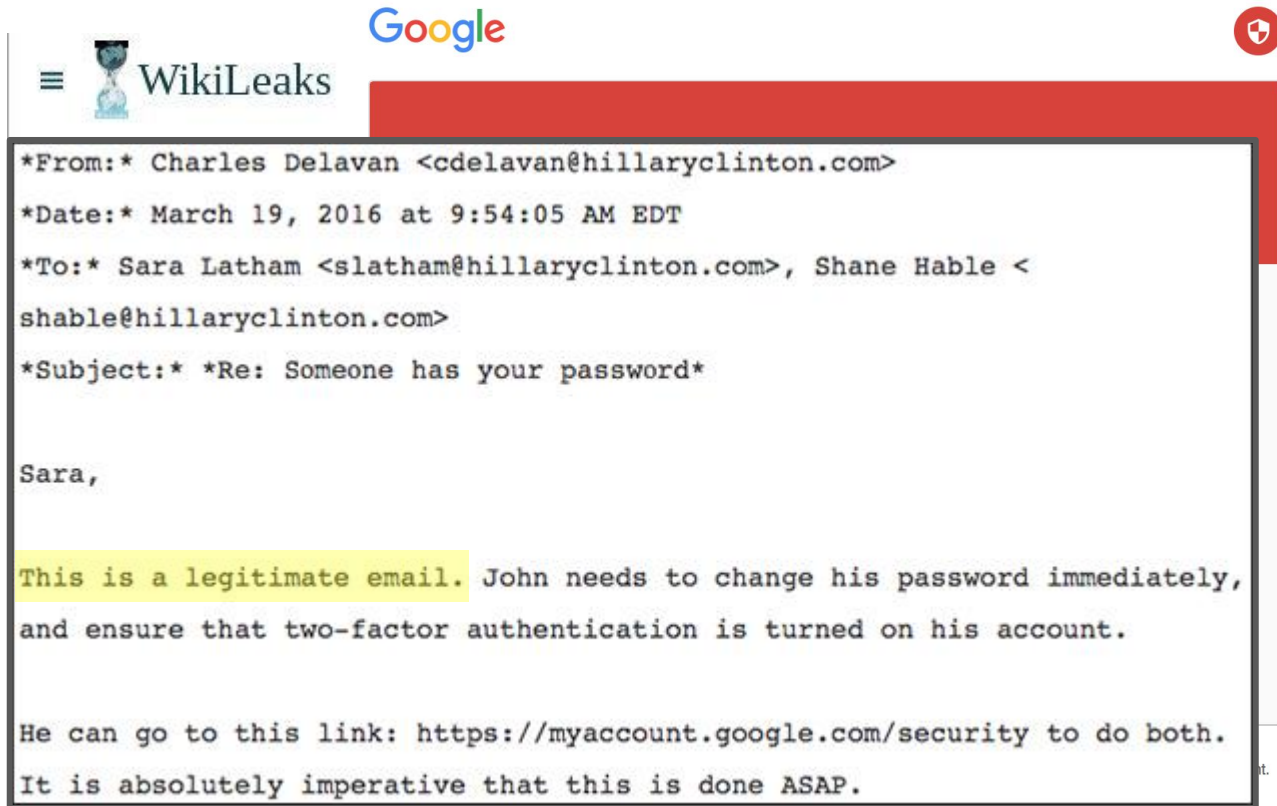 Google
WikiLeaks
*From:* Charles Delavan <cdelavan@hillaryclinton.com>
*Date:* March 19, 2016 at 9:54:05 AM EDT
*To:* Sara Latham <slatham@hillaryclinton.com>, Shane Hable <
shable@hillaryclinton.com>
*Subject:* *Re: Someone has your password*
Sara,
This is a legitimate email. John needs to change his password immediately,
and ensure that two-factor authentication is turned on his account.
He can go to this link: https://myaccount.google.com/security to do both.
It is absolutely imperative that this is done ASAP.